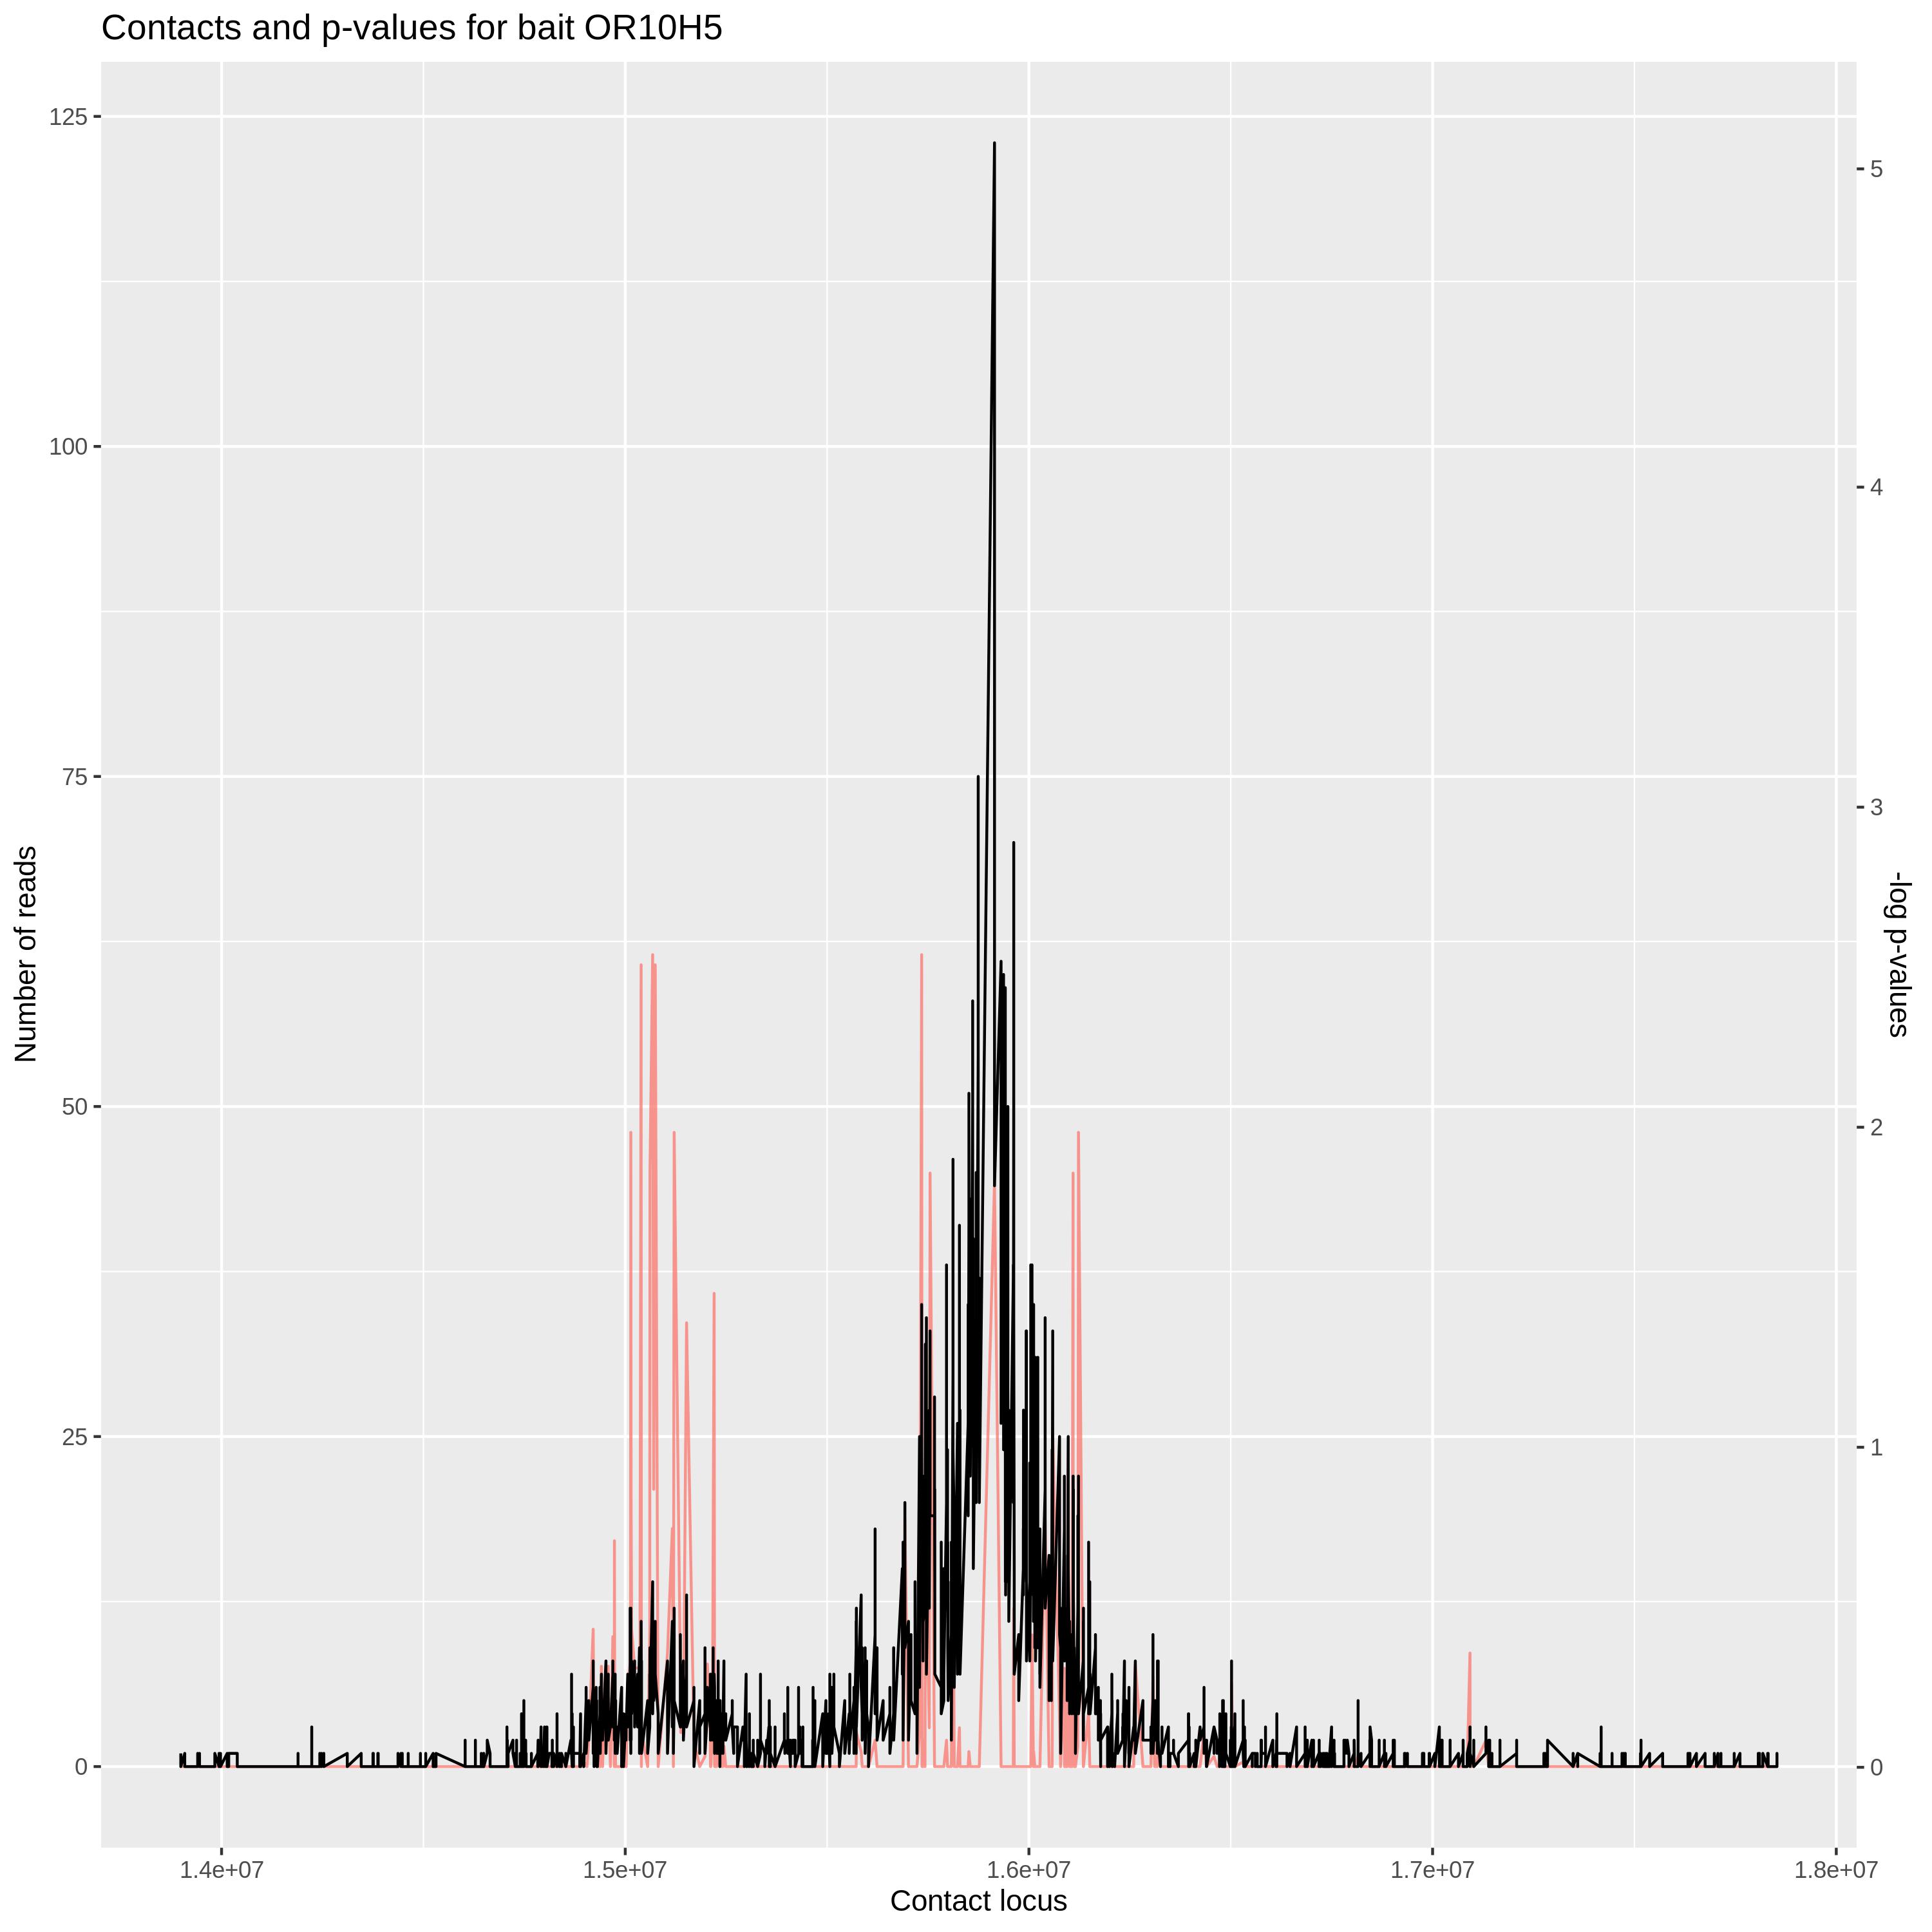 Contacts and p-values for bait OR10H5
125
100
75
50
25
0
Number of reads
5
4
3
2
1
0
-log p-values
1.4e+07 1.5e+07 1.6e+07 1.7e+07 1.8e+07
Contact locus